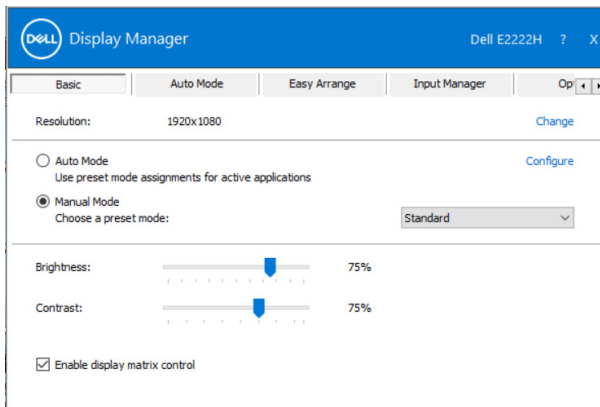 DELL Display Manager Dell E2222H ? X
Basic Auto Mode Easy Arrange Input Manager Op
Resolution: 1920x1080 Change
Auto Mode Configure
Use preset mode assignments for active applications
Manual Mode
Choose a preset mode: Standard
Brightness: 75%
Contrast: 75%
Enable display matrix control